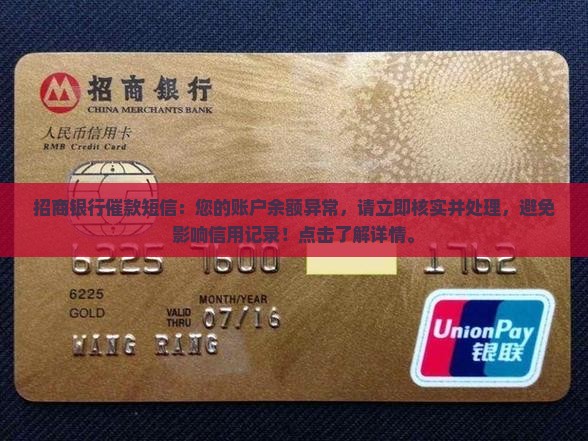 招商銀行
CHINA MERCHANTS BANK
人民币信用卡
RMB Credit Card
招商银行催款短信：您的账户余额异常，请立即核实并处理，避免
影响信用记录！点击了解详情。
6225 7600 1762
6225
MONTH/YEAR
GOLD
VALID
THRU
07/16
WANG RANG
UnionPay
银联